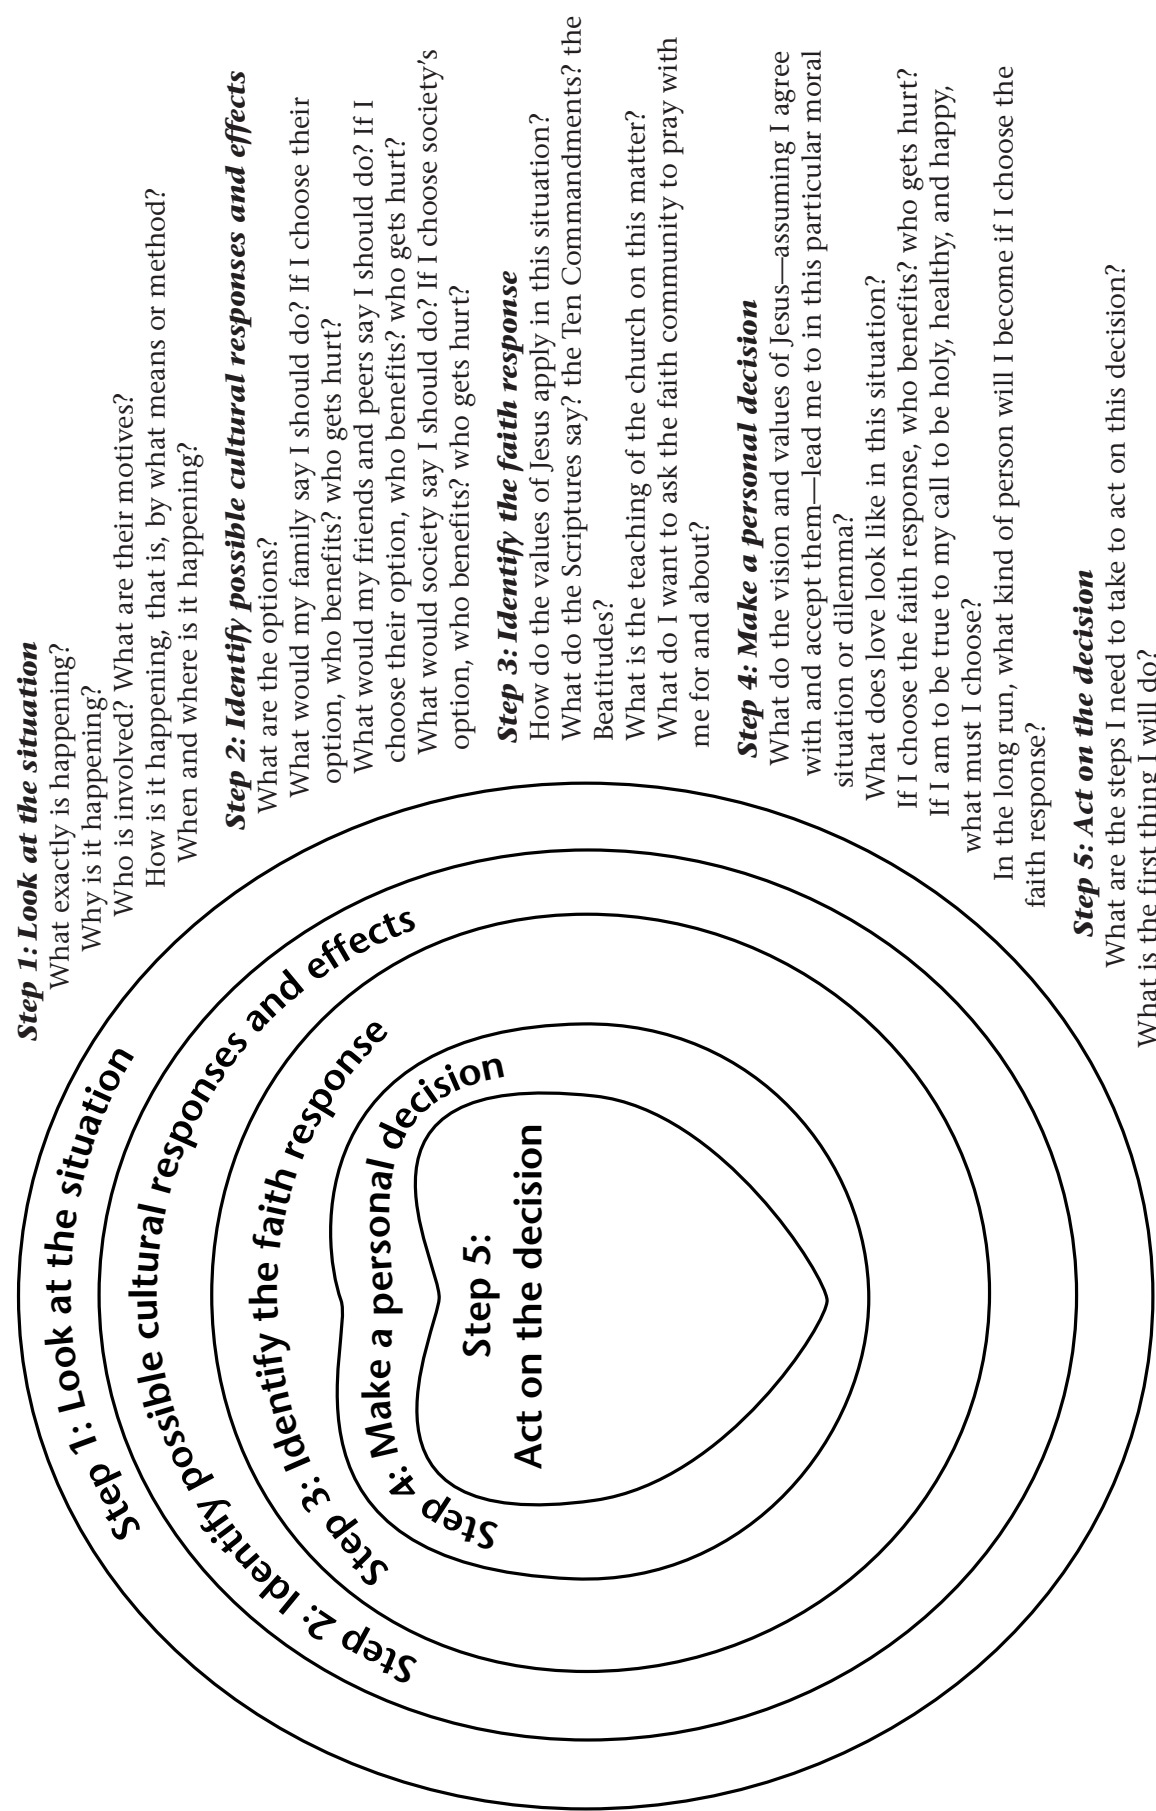 Step 1: Look at the situation
Step 2: Identify possible cultural responses and effects
Step 3: Identify the faith response
Step 4: Make a personal decision
Step 5:
Act on the decision
Step 1: Look at the situation
What exactly is happening?
Why is it happening?
Who is involved? What are their motives?
How is it happening, that is, by what means or method?
When and where is it happening?
Step 2: Identify possible cultural responses and effects
What are the options?
What would my family say I should do? If I choose their
option, who benefits? who gets hurt?
What would my friends and peers say I should do? If I
choose their option, who benefits? who gets hurt?
What would society say I should do? If I choose society's
option, who benefits? who gets hurt?
Step 3: Identify the faith response
How do the values of Jesus apply in this situation?
What do the Scriptures say? the Ten Commandments? the
Beatitudes?
What is the teaching of the church on this matter?
What do I want to ask the faith community to pray with
me for and about?
Step 4: Make a personal decision
What do the vision and values of Jesus—assuming I agree
with and accept them—lead me to in this particular moral
situation or dilemma?
What does love look like in this situation?
If I choose the faith response, who benefits? who gets hurt?
If I am to be true to my call to be holy, healthy, and happy,
what must I choose?
In the long run, what kind of person will I become if I choose the
faith response?
Step 5: Act on the decision
What are the steps I need to take to act on this decision?
What is the first thing I will do?